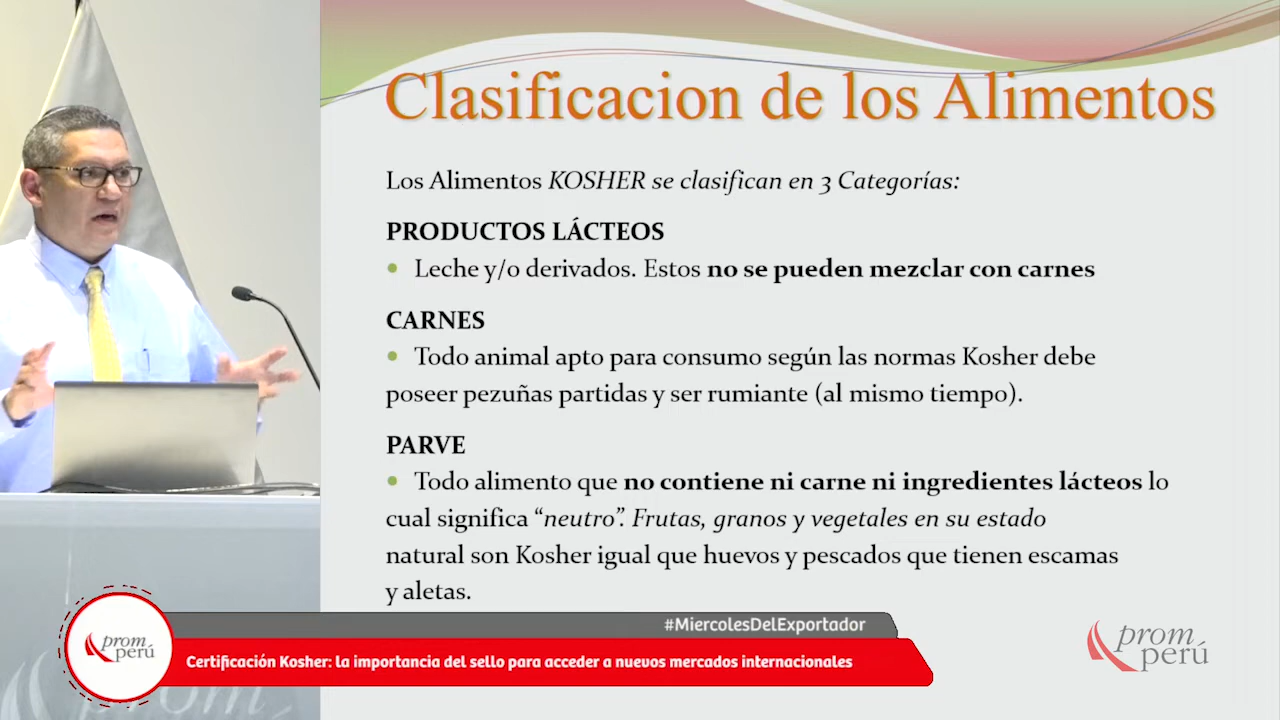 Clasificacion de los Alimentos
Los Alimentos KOSHER se clasifican en 3 Categorías:
PRODUCTOS LÁCTEOS
• Leche y/o derivados. Estos no se pueden mezclar con carnes
CARNES
• Todo animal apto para consumo según las normas Kosher debe
poseer pezuñas partidas y ser rumiante (al mismo tiempo).
PARVE
• Todo alimento que no contiene ni carne ni ingredientes lácteos lo
cual significa “neutro”. Frutas, granos y vegetales en su estado
natural son Kosher igual que huevos y pescados que tienen escamas
y aletas.
#MiercolesDelExportador
prom
perú
Certificación Kosher: la importancia del sello para acceder a nuevos mercados internacionales
prom
perú
prom